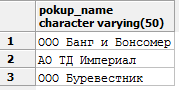 pokup_name
character varying(50)
1 ООО Банг и Бонсомер
2 АО ТД Империал
3 ООО Буревестник